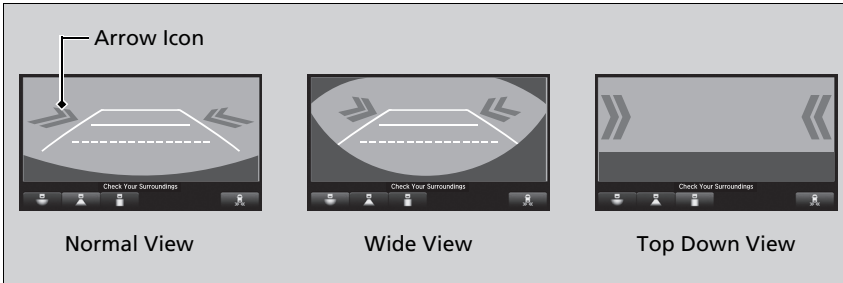 Arrow Icon
Check Your Surroundings
Check Your Surroundings
Check Your Surroundings
Normal View
Wide View
Top Down View